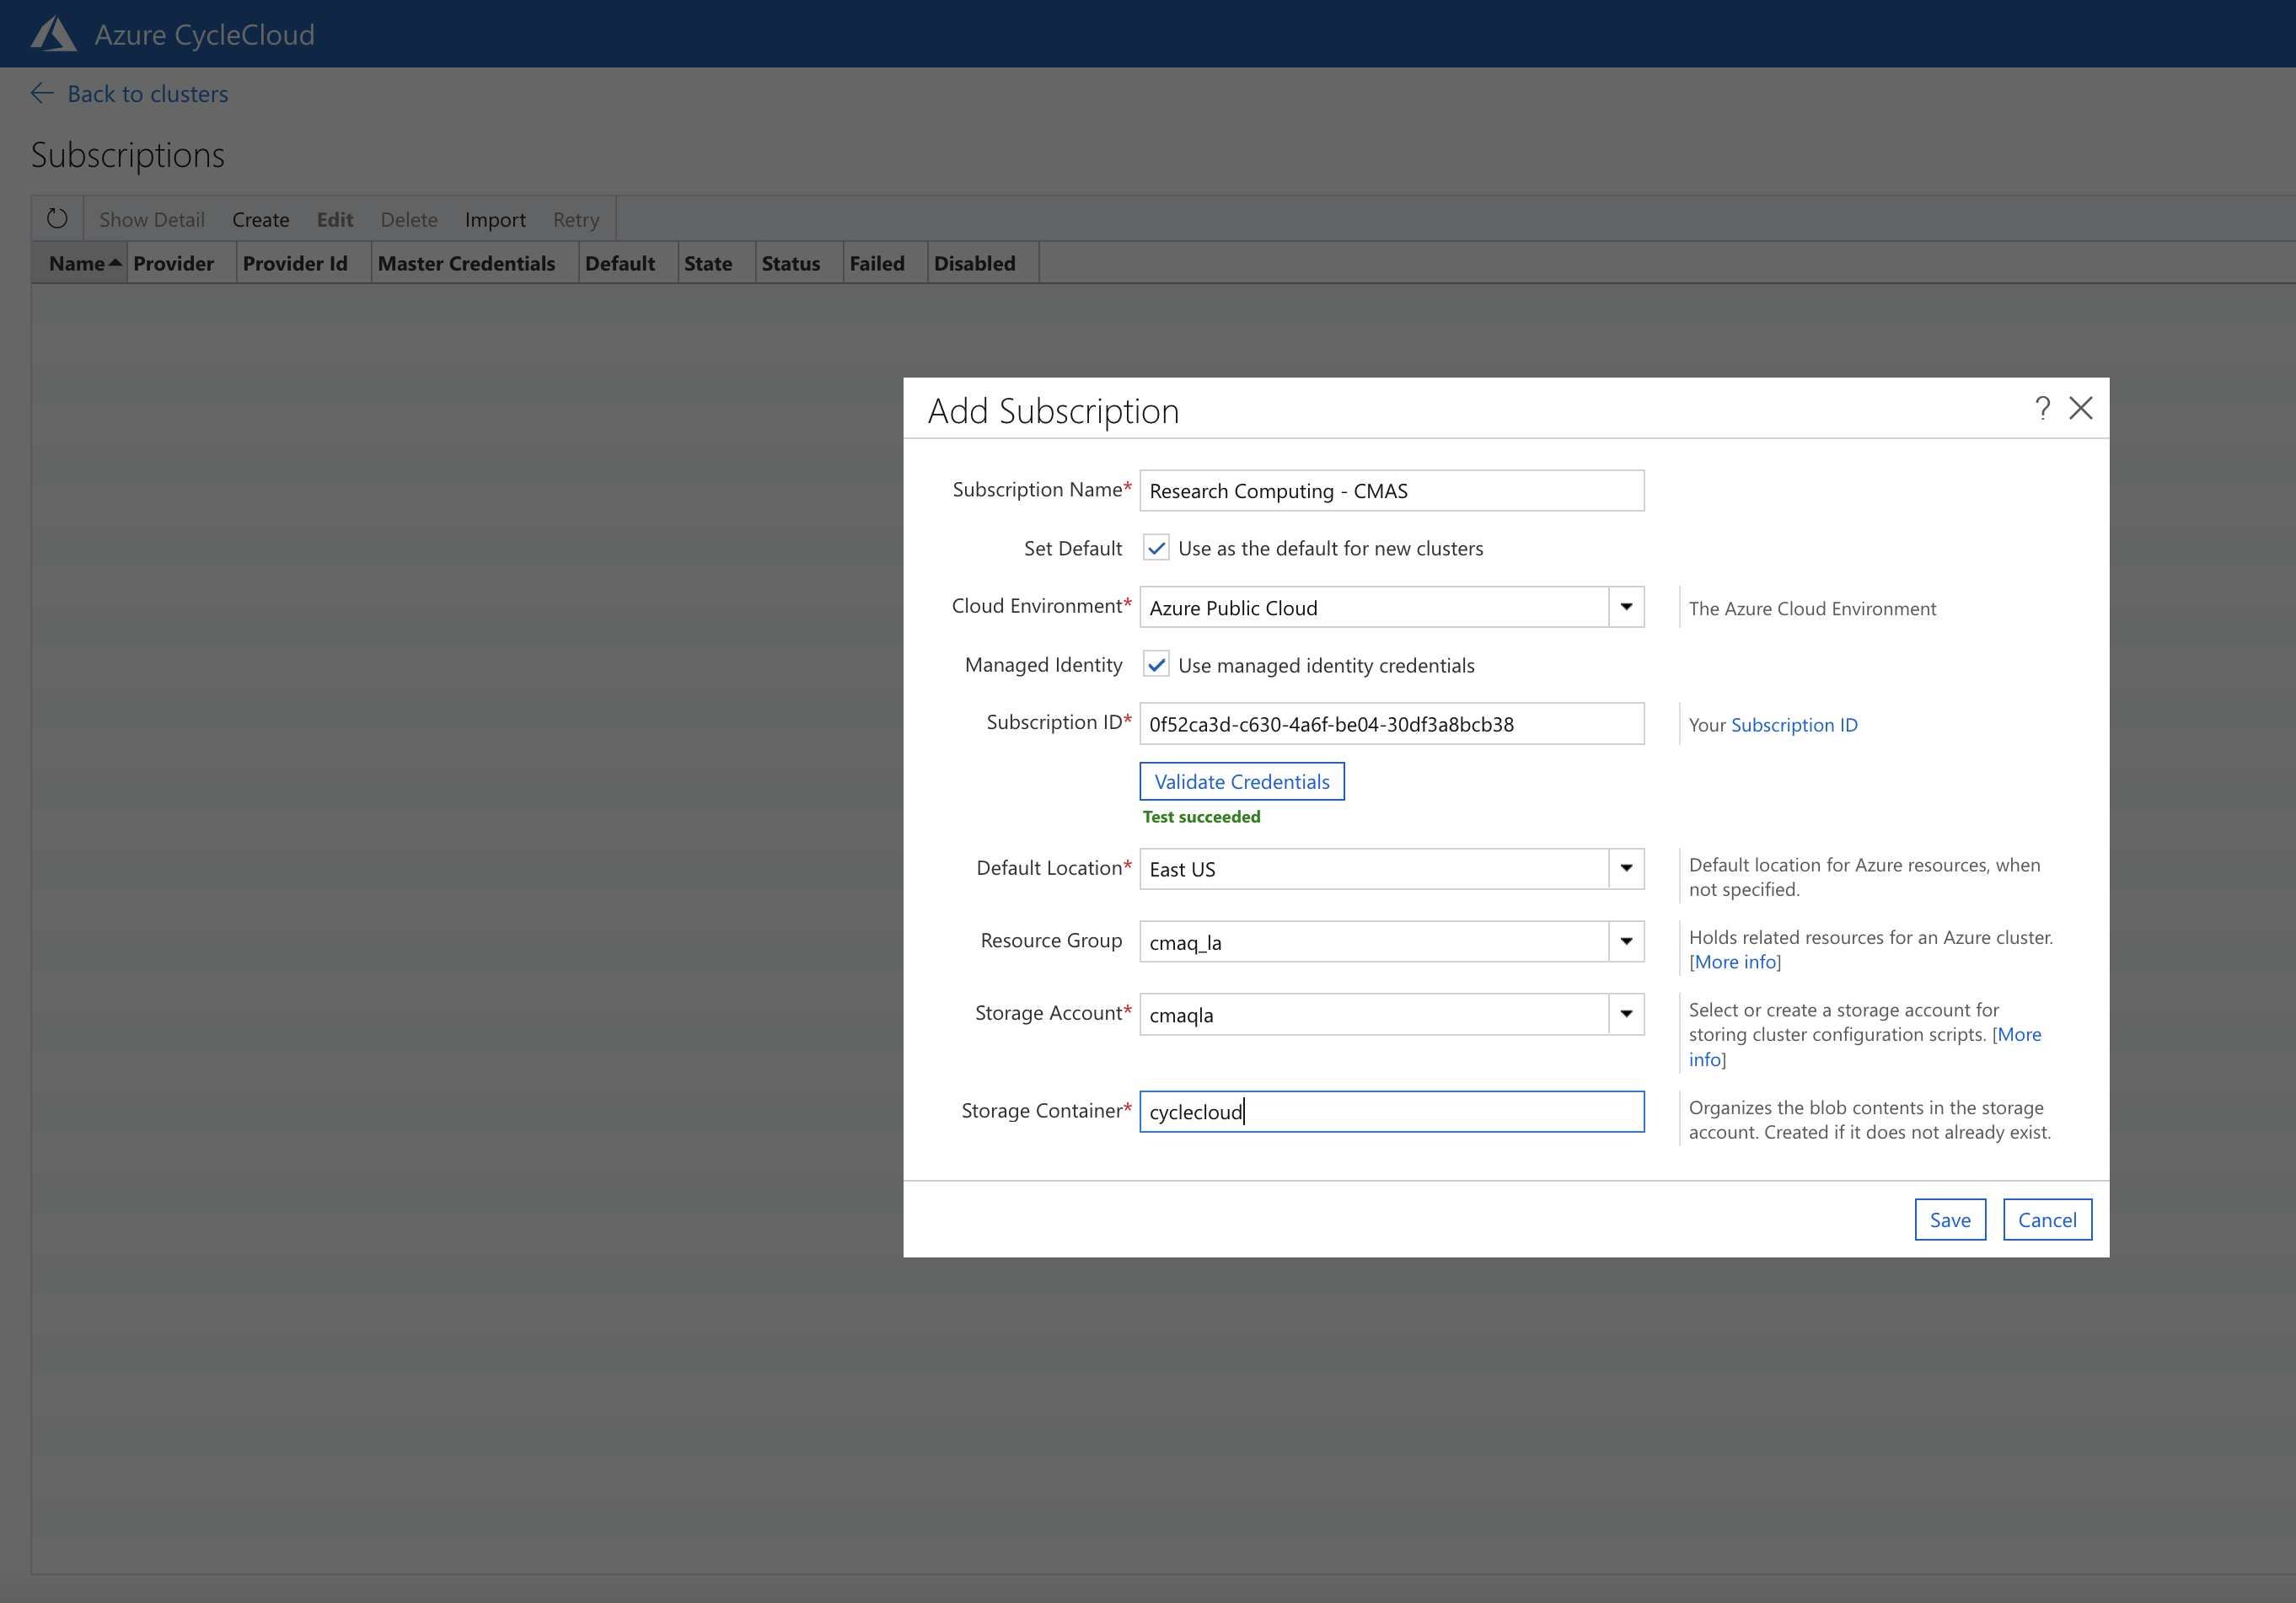 Azure CycleCloud
Back to clusters
Subscriptions
Show Detail Create Edit Delete Import Retry
Name Provider Provider Id Master Credentials Default State Status Failed Disabled
Add Subscription ?
Subscription Name* Research Computing - CMAS
Set Default Use as the default for new clusters
Cloud Environment* Azure Public Cloud The Azure Cloud Environment
Managed Identity Use managed identity credentials
Subscription ID* 0f52ca3d-c630-4a6f-be04-30df3a8bcb38 Your Subscription ID
Validate Credentials
Test succeeded
Default Location* East US Default location for Azure resources, when
not specified.
Resource Group cmaq_la Holds related resources for an Azure cluster.
[More info]
Storage Account* cmaqla Select or create a storage account for
storing cluster configuration scripts. [More
info]
Storage Container* cyclecloud Organizes the blob contents in the storage
account. Created if it does not already exist.
Save Cancel